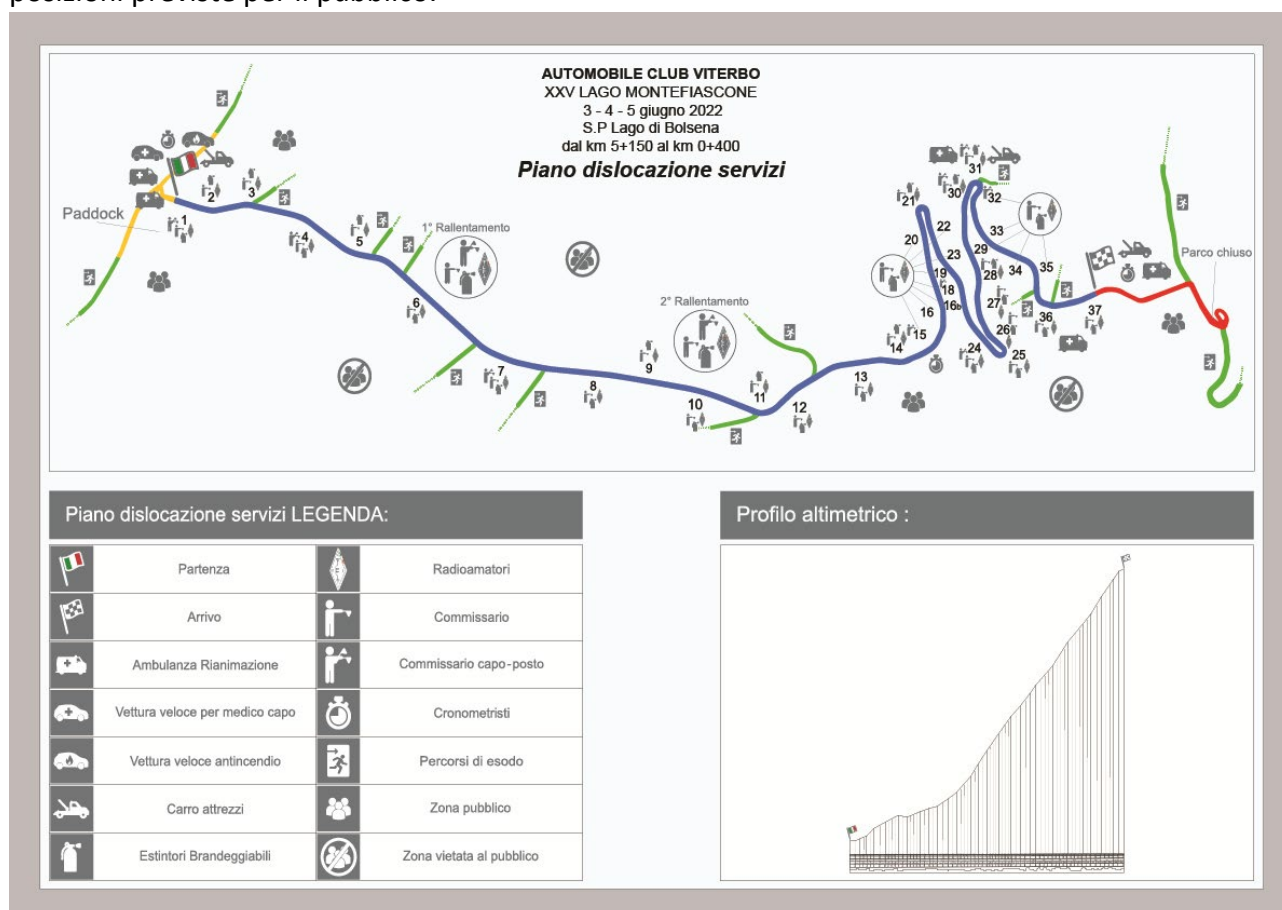 posizioni previste per il pubblico.
AUTOMOBILE CLUB VITERBO
XXV LAGO MONTEFIASCONE
3 - 4 - 5 giugno 2022
S.P Lago di Bolsena
dal km 5+150 al km 0+400
Piano dislocazione servizi
Paddock
1
2
3
4
5
1° Rallentamento
6
7
8
9
2° Rallentamento
10
11
12
13
14
15
16
16b
18
19
20
21
22
23
24
25
26
27
28
29
30
31
32
33
34
35
36
37
Parco chiuso
Piano dislocazione servizi LEGENDA:
Partenza
Radioamatori
Arrivo
Commissario
Ambulanza Rianimazione
Commissario capo-posto
Vettura veloce per medico capo
Cronometristi
Vettura veloce antincendio
Percorsi di esodo
Carro attrezzi
Zona pubblico
Estintori Brandeggiabili
Zona vietata al pubblico
Profilo altimetrico :